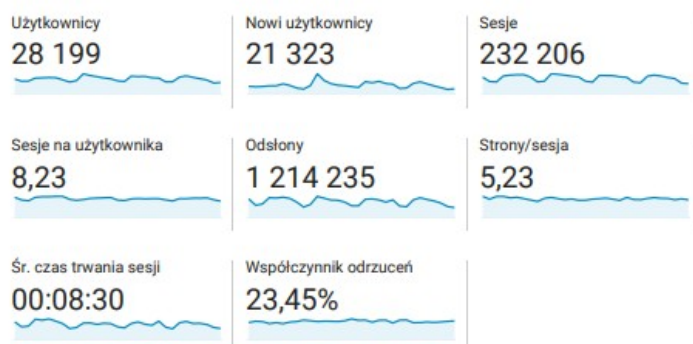 Użytkownicy
28 199
Nowi użytkownicy
21 323
Sesje
232 206
Sesje na użytkownika
8,23
Odsłony
1 214 235
Strony/sesja
5,23
Śr. czas trwania sesji
00:08:30
Współczynnik odrzuceń
23,45%